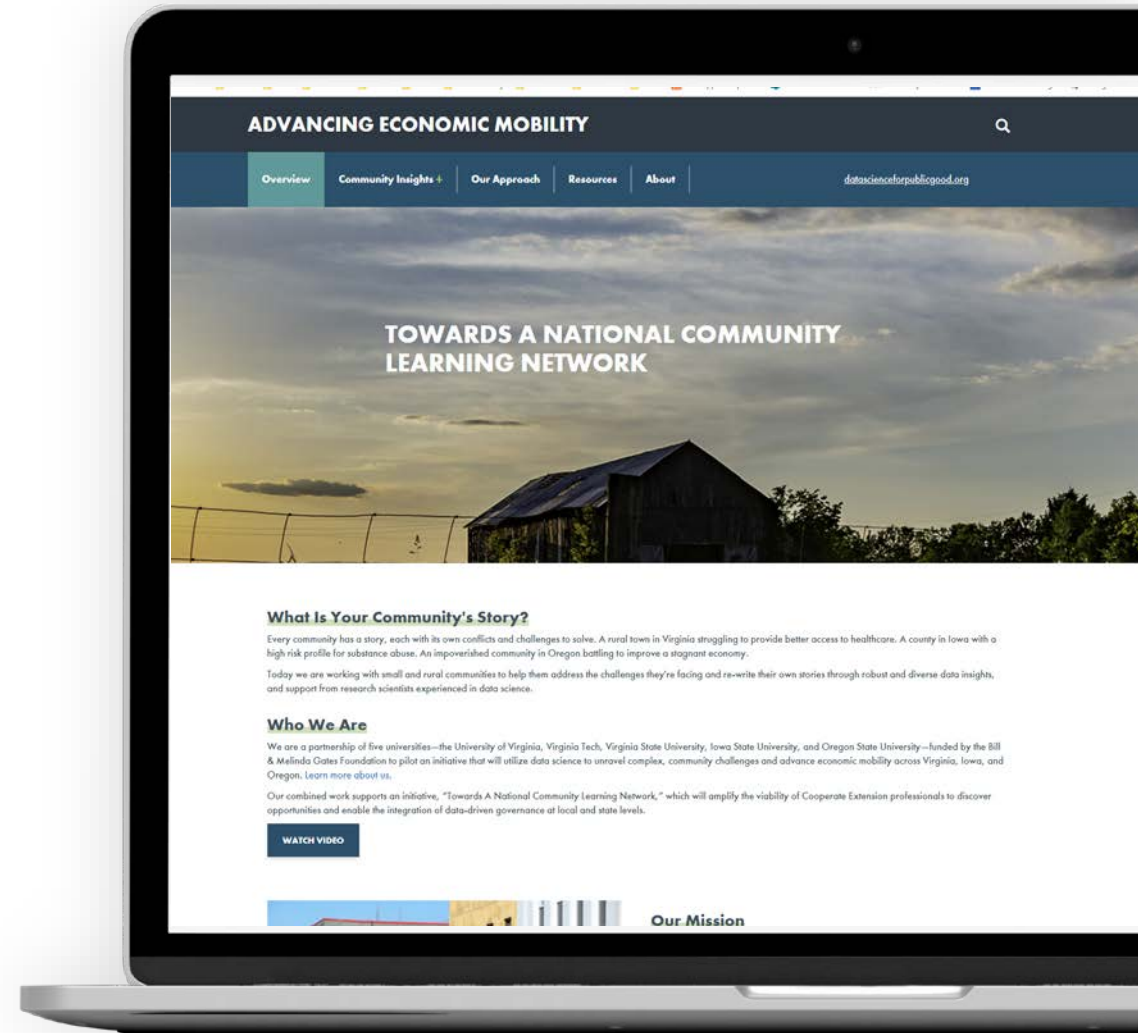 ADVANCING ECONOMIC MOBILITY
Overview
Community Insights +
Our Approach
Resources
About
datascienceforpublicgood.org
TOWARDS A NATIONAL COMMUNITY
LEARNING NETWORK
What Is Your Community's Story?
Every community has a story, each with its own conflicts and challenges to solve. A rural town in Virginia struggling to provide better access to healthcare. A county in Iowa with a
high risk profile for substance abuse. An impoverished community in Oregon battling to improve a stagnant economy.
Today we are working with small and rural communities to help them address the challenges they're facing and re-write their own stories through robust and diverse data insights,
and support from research scientists experienced in data science.
Who We Are
We are a partnership of five universities—the University of Virginia, Virginia Tech, Virginia State University, Iowa State University, and Oregon State University—funded by the Bill
& Melinda Gates Foundation to pilot an initiative that will utilize data science to unravel complex, community challenges and advance economic mobility across Virginia, Iowa, and
Oregon. Learn more about us.
Our combined work supports an initiative, "Towards A National Community Learning Network," which will amplify the viability of Cooperate Extension professionals to discover
opportunities and enable the integration of data-driven governance at local and state levels.
WATCH VIDEO
Our Mission